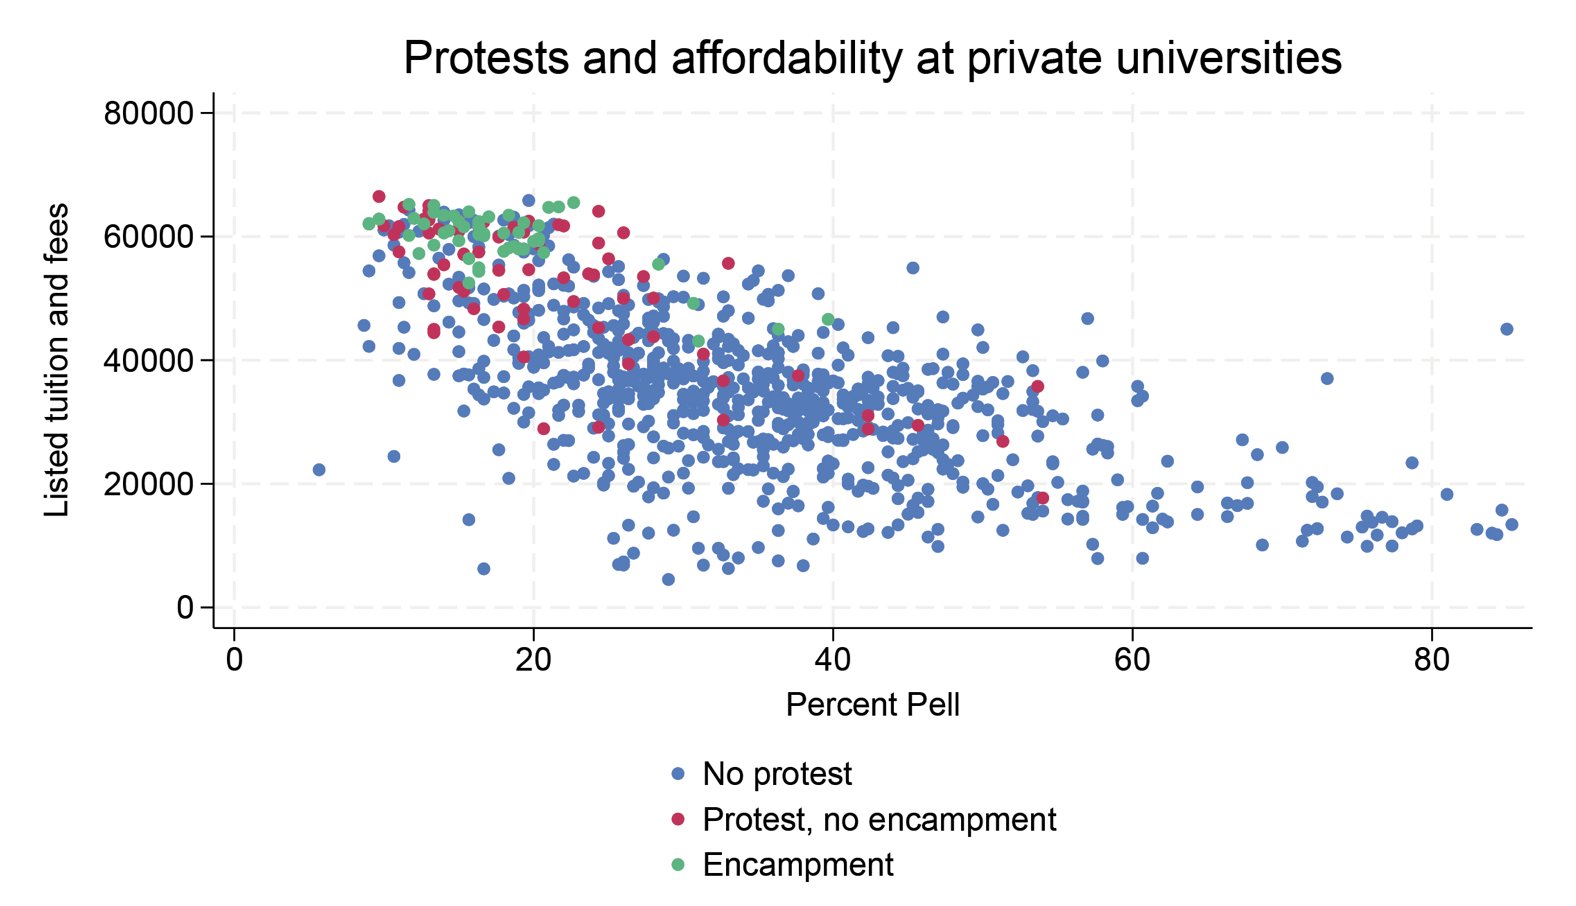 Protests and affordability at private universities
80000
60000
40000
20000
0
Listed tuition and fees
0 20 40 60 80
Percent Pell
No protest
Protest, no encampment
Encampment